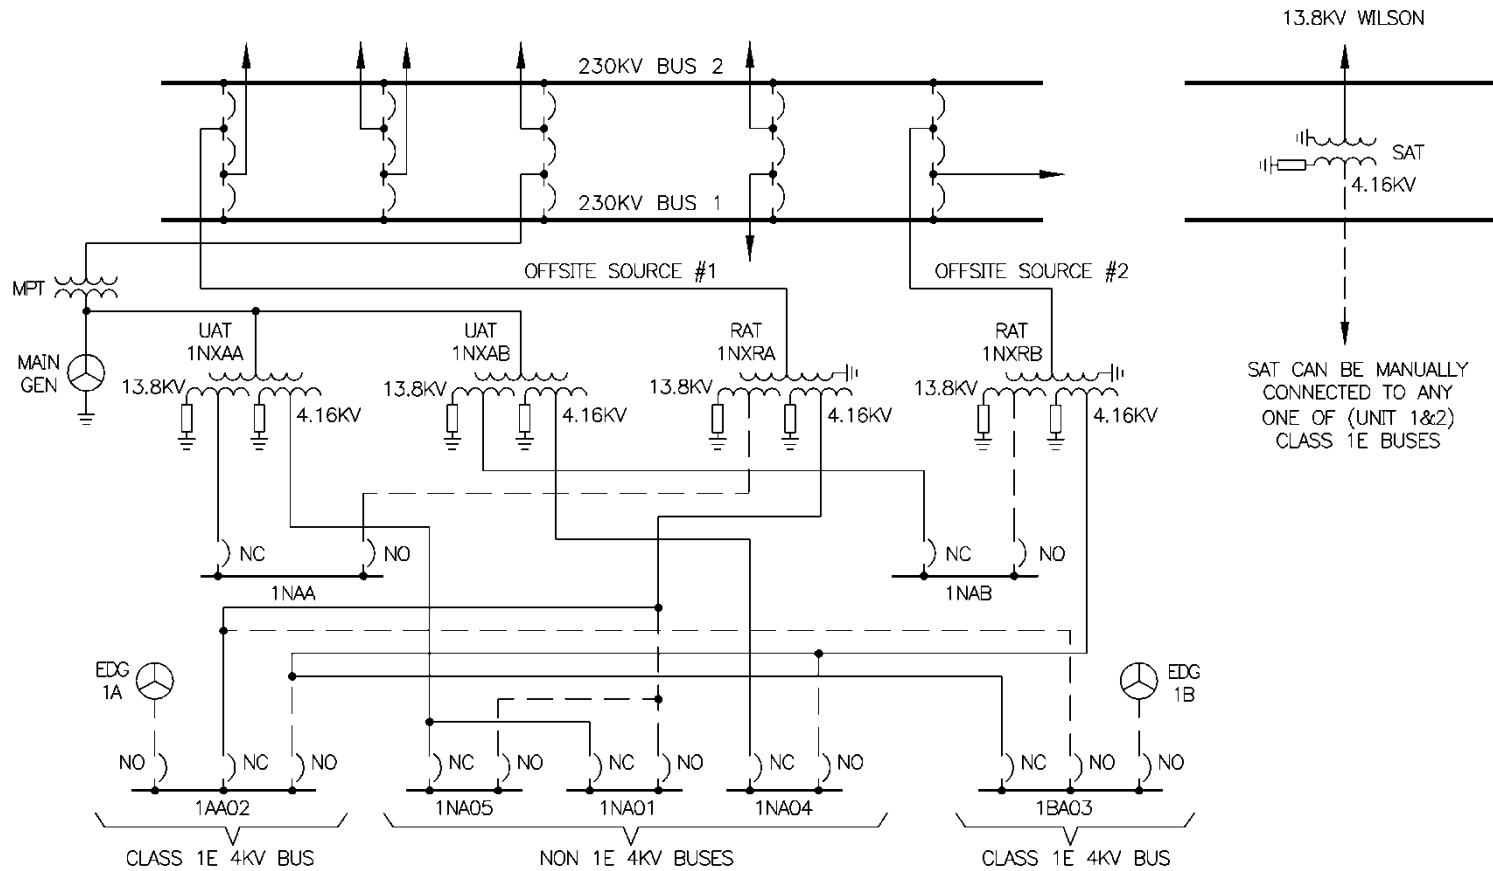 13.8KV WILSON
230KV BUS 2
SAT
4.16KV
230KV BUS 1
OFFSITE SOURCE #1
OFFSITE SOURCE #2
MPT
UAT
1NXAA
UAT
1NXAB
RAT
1NXRA
RAT
1NXRB
MAIN
GEN
13.8KV
4.16KV
13.8KV
4.16KV
13.8KV
4.16KV
13.8KV
4.16KV
SAT CAN BE MANUALLY
CONNECTED TO ANY
ONE OF (UNIT 1&2)
CLASS 1E BUSES
NC
NO
NC
NO
1NAA
1NAB
EDG
1A
EDG
1B
NO
NC
NO
NC
NO
NC
NO
NC
NO
NC
NO
NO
1AA02
1NA05
1NA01
1NA04
1BA03
CLASS 1E 4KV BUS
NON 1E 4KV BUSES
CLASS 1E 4KV BUS